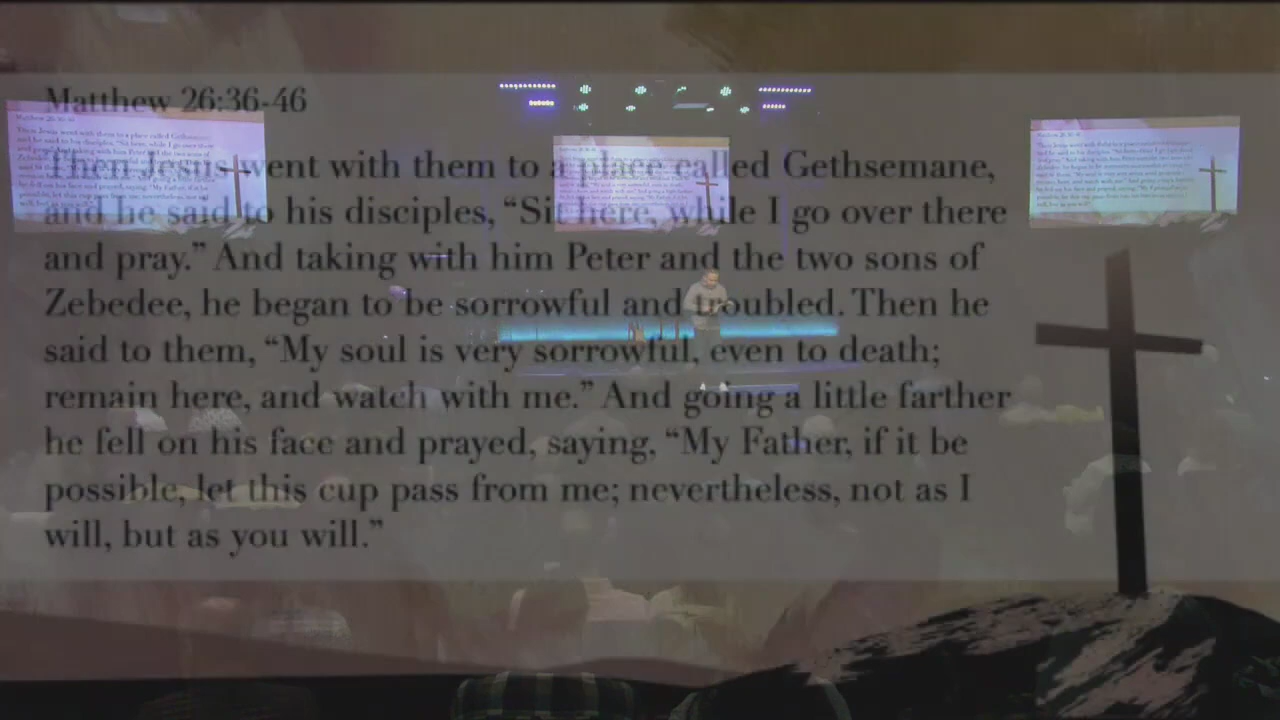 Matthew 26:36-46
Then Jesus went with them to a place called Gethsemane,
and he said to his disciples, “Sit here, while I go over there
and pray.” And taking with him Peter and the two sons of
Zebedee, he began to be sorrowful and troubled. Then he
said to them, “My soul is very sorrowful, even to death;
remain here, and watch with me.” And going a little farther
he fell on his face and prayed, saying, “My Father, if it be
possible, let this cup pass from me; nevertheless, not as I
will, but as you will.”